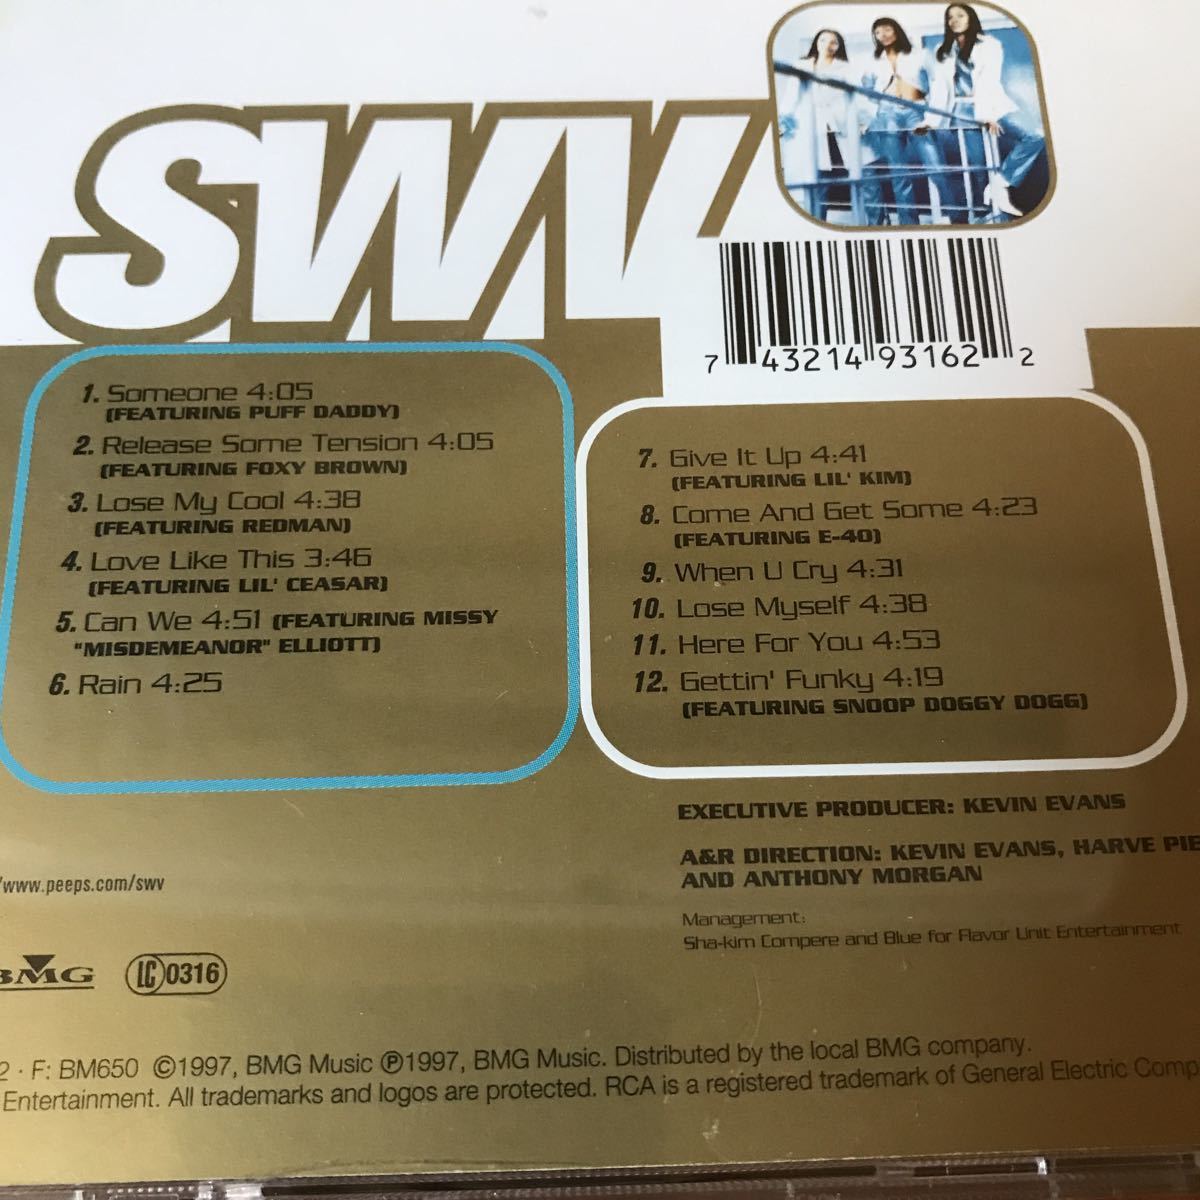 SWV
7 43214 93162 2
1. Someone 4:05
(FEATURING PUFF DADDY)
2. Release Some Tension 4:05
(FEATURING FOXY BROWN)
3. Lose My Cool 4:38
(FEATURING REDMAN)
4. Love Like This 3:46
(FEATURING LIL' CEASAR)
5. Can We 4:51 (FEATURING MISSY
"MISDEMEANOR" ELLIOTT)
6. Rain 4:25
7. Give It Up 4:41
(FEATURING LIL' KIM)
8. Come And Get Some 4:23
(FEATURING E-40)
9. When U Cry 4:31
10. Lose Myself 4:38
11. Here For You 4:53
12. Gettin' Funky 4:19
(FEATURING SNOOP DOGGY DOGG)
EXECUTIVE PRODUCER: KEVIN EVANS
A&R DIRECTION: KEVIN EVANS, HARVE PIE
AND ANTHONY MORGAN
Management:
Sha-kim Compere and Blue for Flavor Unit Entertainment
/www.peeps.com/swv
BMG
LC 0316
2 · F: BM650 ©1997, BMG Music ℗1997, BMG Music. Distributed by the local BMG company.
Entertainment. All trademarks and logos are protected. RCA is a registered trademark of General Electric Comp